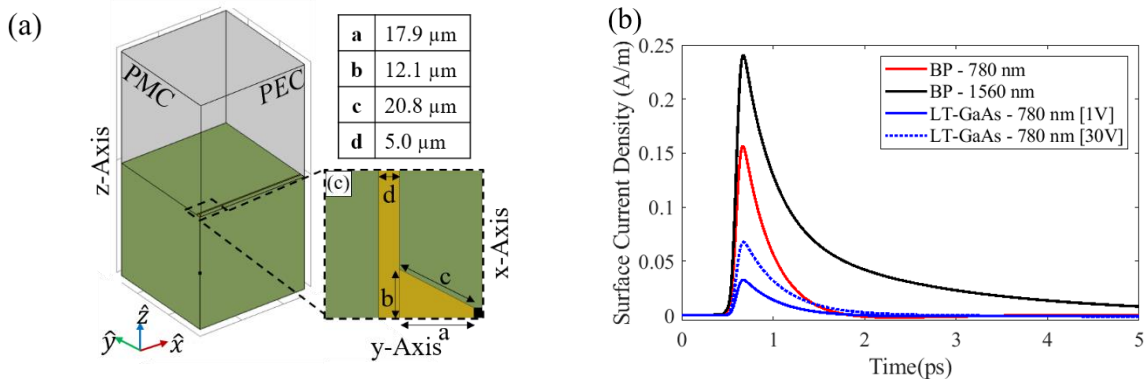 (a)
PMC
PEC
z-Axis
ẑ
ŷ
x̂
a 17.9 µm
b 12.1 µm
c 20.8 µm
d 5.0 µm
(c)
d
c
b
a
x-Axis
y-Axis
(b)
Surface Current Density (A/m)
0.25
0.2
0.15
0.1
0.05
0
BP - 780 nm
BP - 1560 nm
LT-GaAs - 780 nm [1V]
LT-GaAs - 780 nm [30V]
0 1 2 3 4 5
Time(ps)